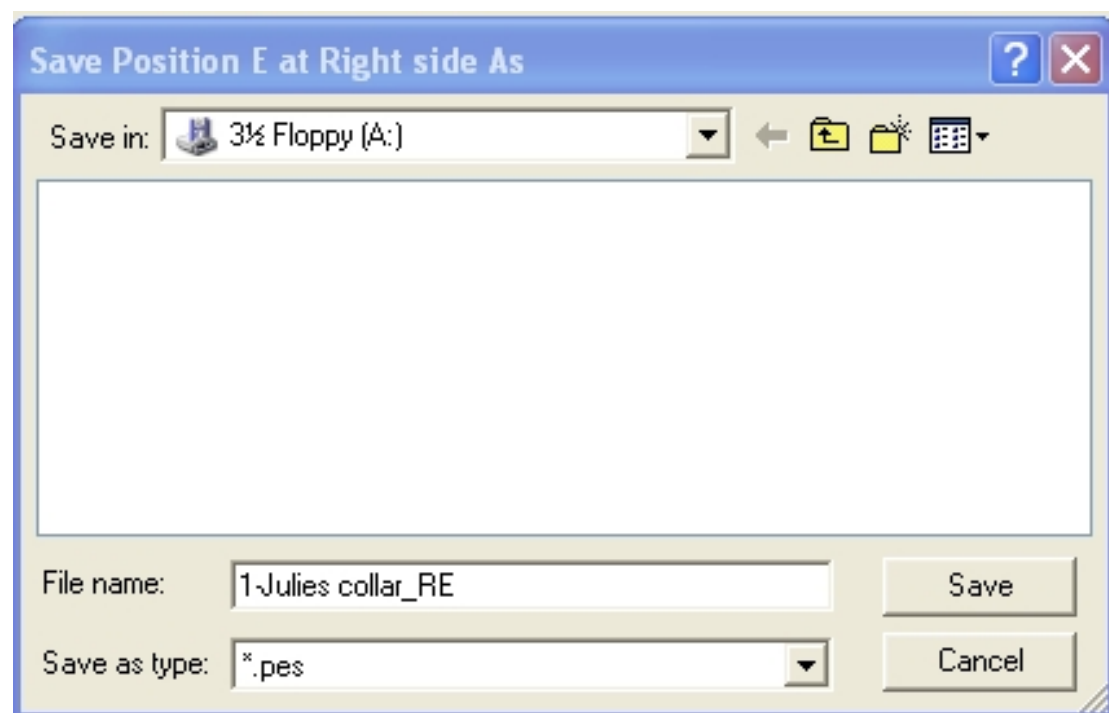 Save Position E at Right side As
Save in: 3½ Floppy (A:)
File name: 1-Julies collar_RE Save
Save as type: *.pes Cancel